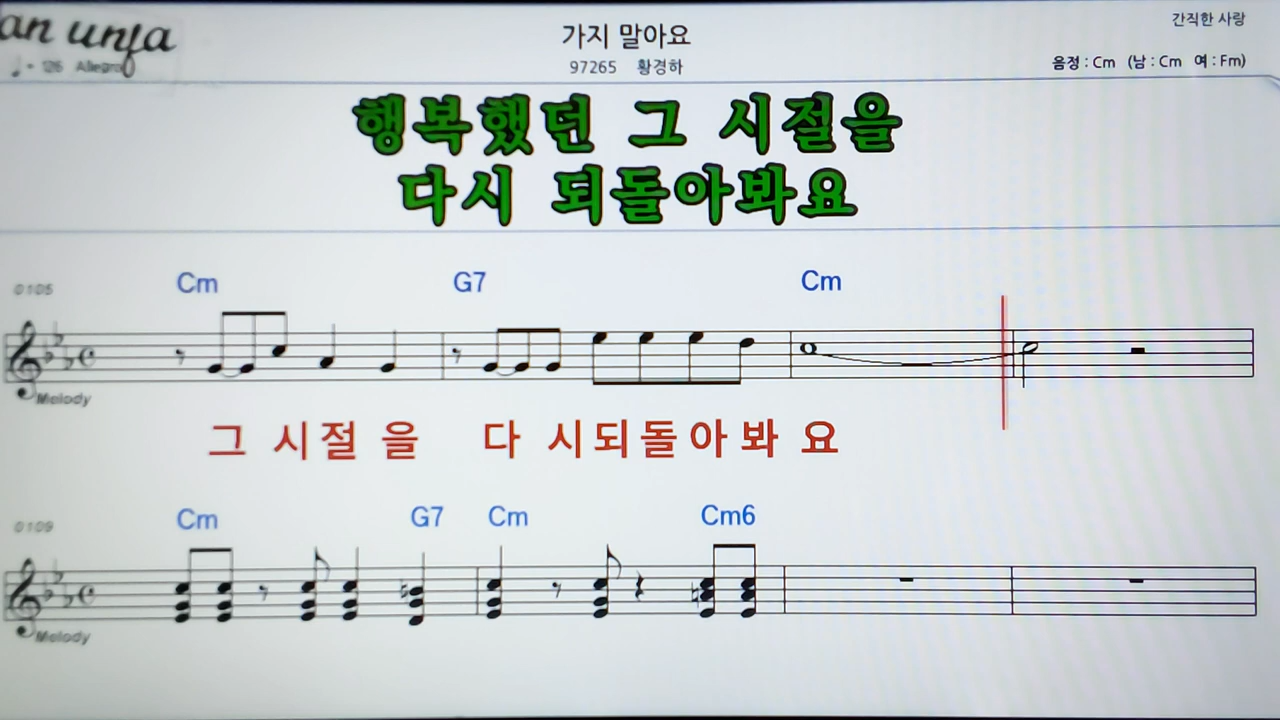 an unfa
♩ = 126 Allegro
가지 말아요
97265 황경하
간직한 사랑
음정 : Cm (남 : Cm 여 : Fm)
행복했던 그 시절을
다시 되돌아봐요
0105
Cm G7 Cm
Melody
그 시절 을 다 시되돌아봐 요
0109
Cm G7 Cm Cm6
Melody